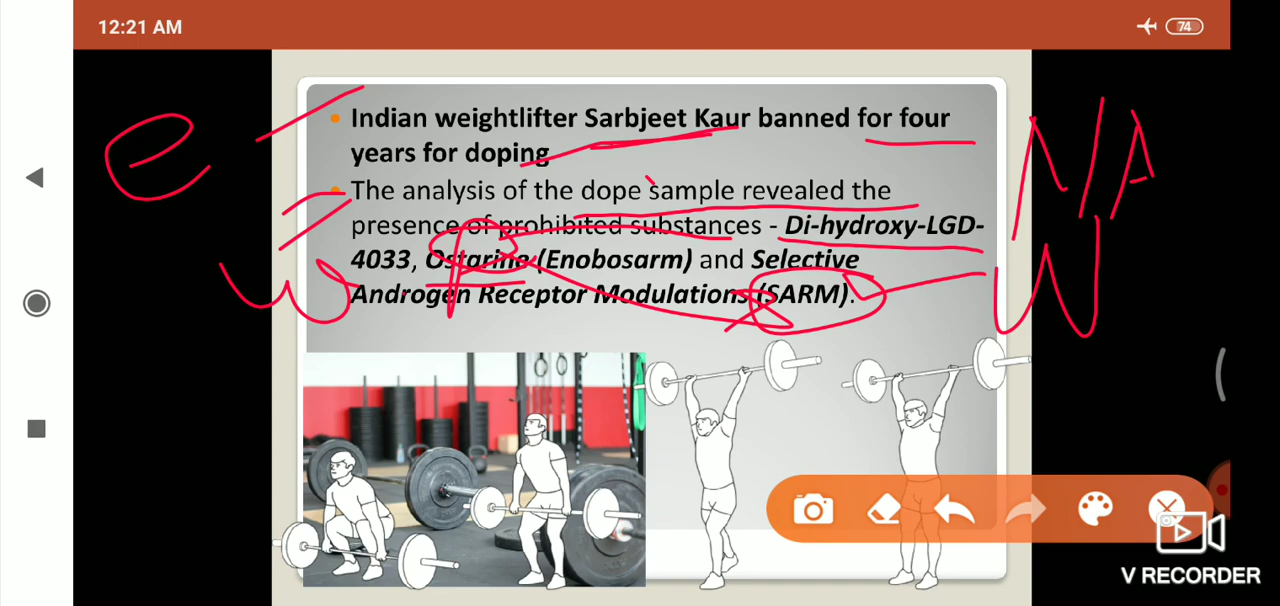 12:21 AM
74
Indian weightlifter Sarbjeet Kaur banned for four
years for doping
The analysis of the dope sample revealed the
presence of prohibited substances - Di-hydroxy-LGD-
4033, Ostarine (Enobosarm) and Selective
Androgen Receptor Modulations (SARM).
V RECORDER